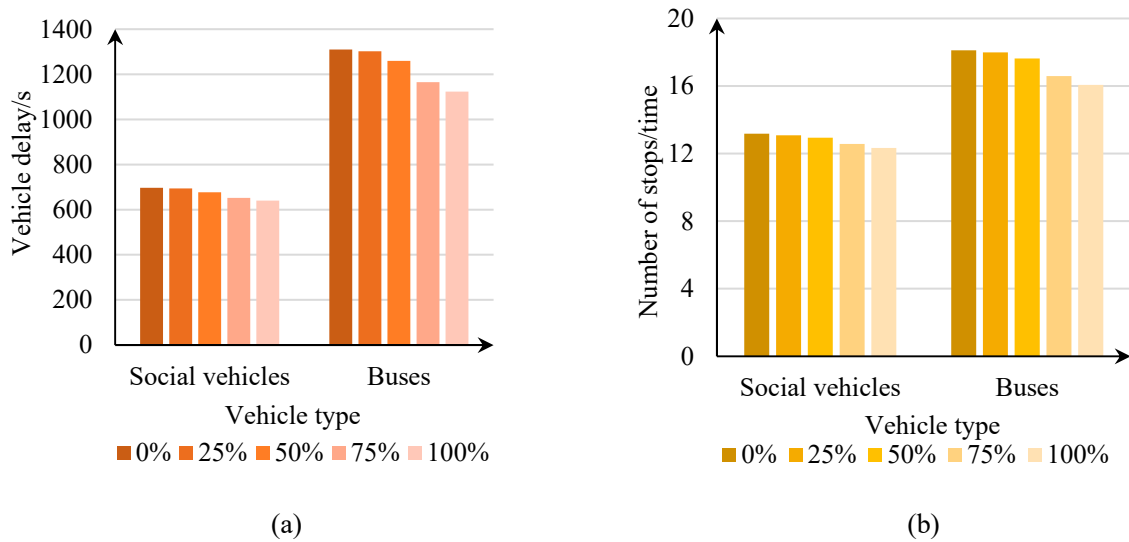 Vehicle delay/s
1400
1200
1000
800
600
400
200
0
Social vehicles
Buses
Vehicle type
0% 25% 50% 75% 100%
(a)
Number of stops/time
20
16
12
8
4
0
Social vehicles
Buses
Vehicle type
0% 25% 50% 75% 100%
(b)